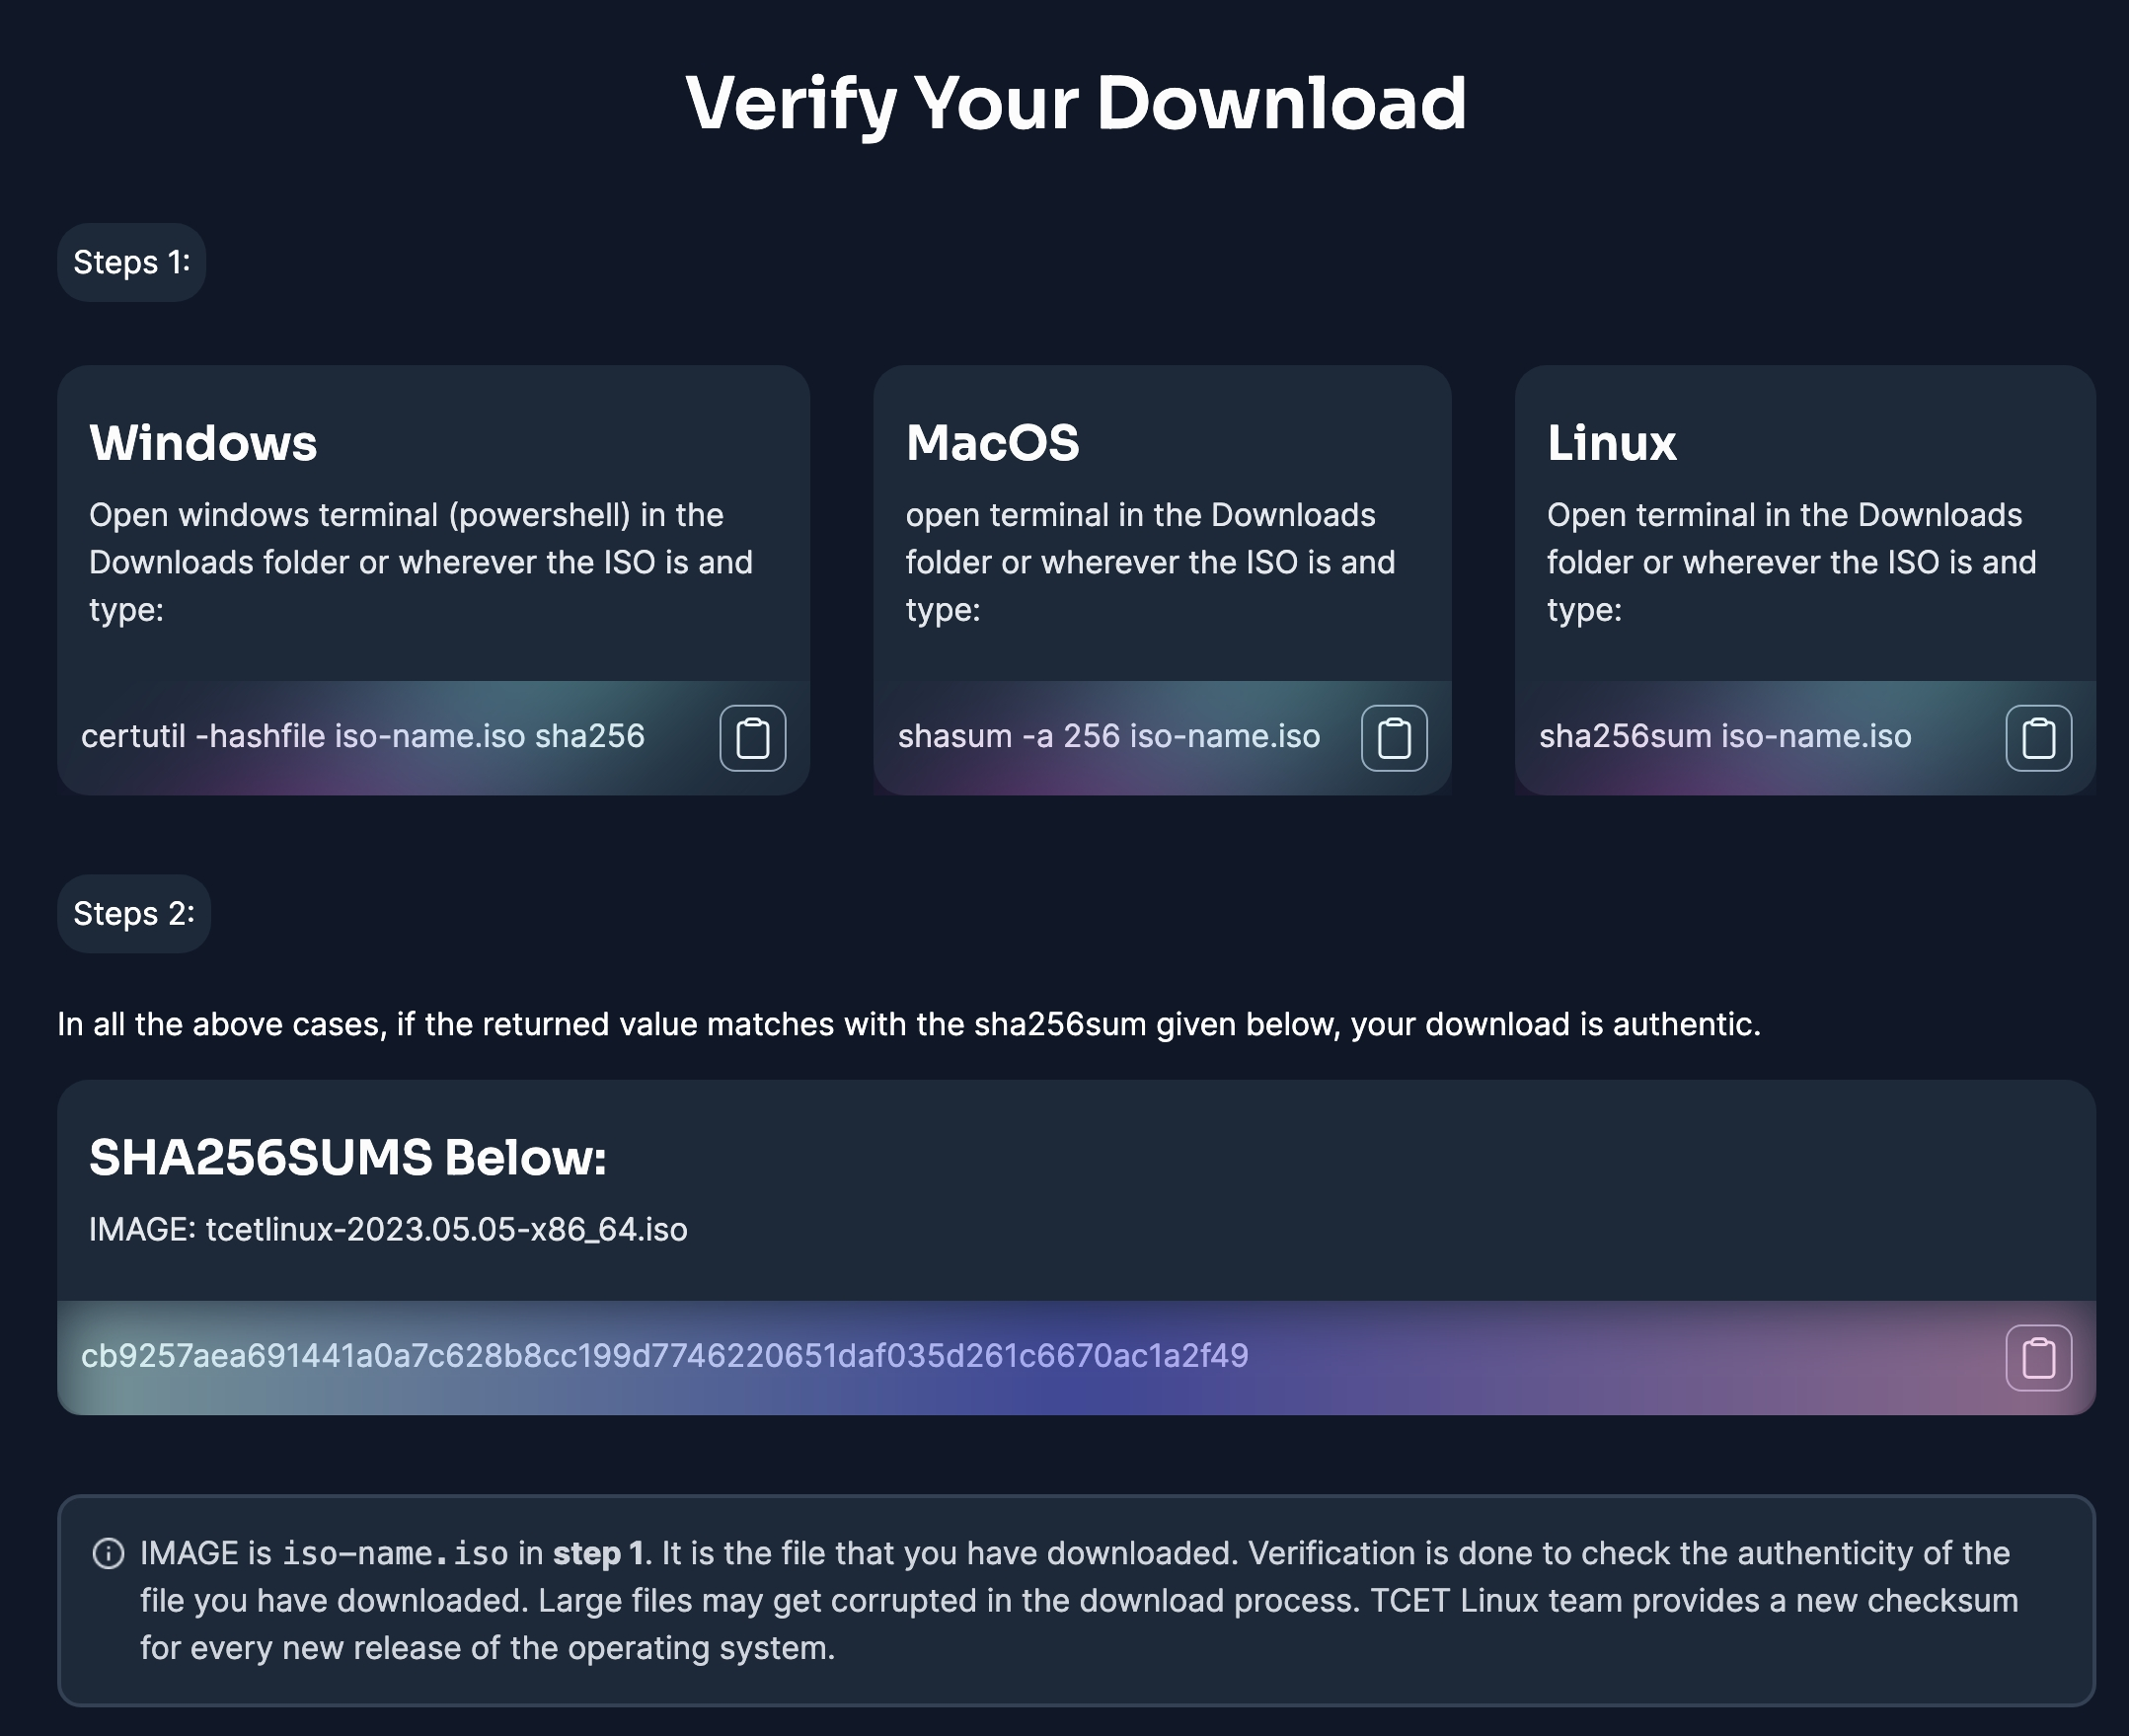 Verify Your Download
Steps 1:
Windows
Open windows terminal (powershell) in the
Downloads folder or wherever the ISO is and
type:
certutil -hashfile iso-name.iso sha256
MacOS
open terminal in the Downloads
folder or wherever the ISO is and
type:
shasum -a 256 iso-name.iso
Linux
Open terminal in the Downloads
folder or wherever the ISO is and
type:
sha256sum iso-name.iso
Steps 2:
In all the above cases, if the returned value matches with the sha256sum given below, your download is authentic.
SHA256SUMS Below:
IMAGE: tcetlinux-2023.05.05-x86_64.iso
cb9257aea691441a0a7c628b8cc199d7746220651daf035d261c6670ac1a2f49
IMAGE is iso-name.iso in step 1. It is the file that you have downloaded. Verification is done to check the authenticity of the
file you have downloaded. Large files may get corrupted in the download process. TCET Linux team provides a new checksum
for every new release of the operating system.